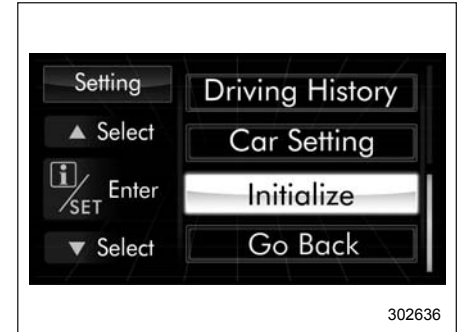 Setting
▲ Select
i/SET Enter
▼ Select
Driving History
Car Setting
Initialize
Go Back
302636